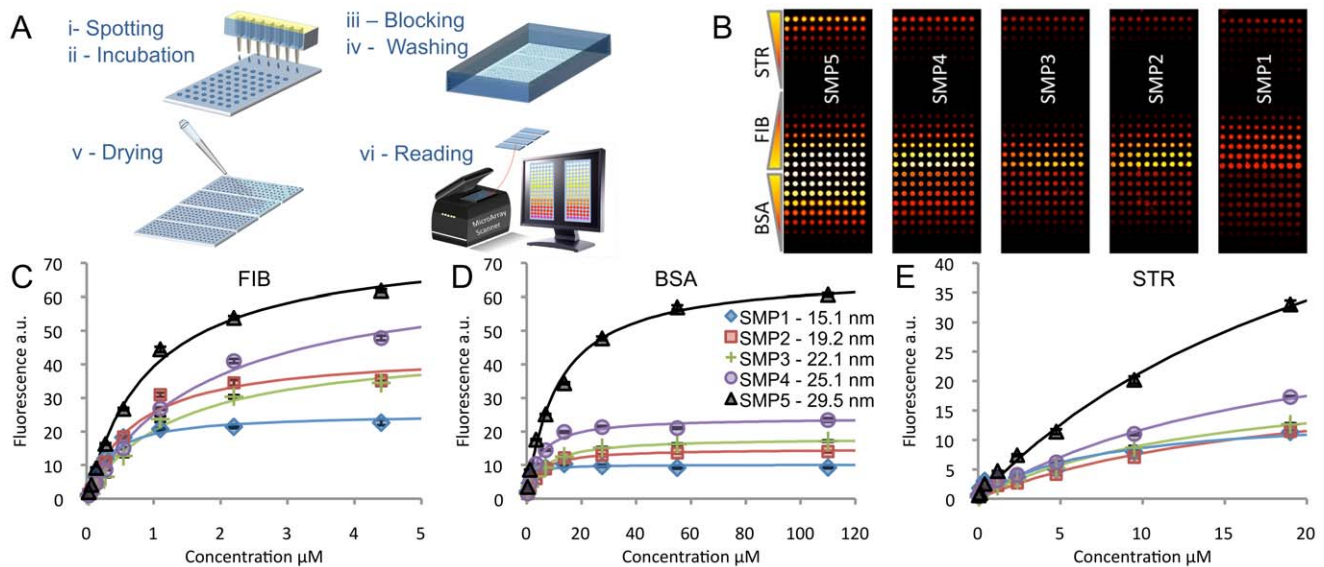 A
i- Spotting
ii - Incubation
iii – Blocking
iv - Washing
v - Drying
vi - Reading
MicroArray
Scanner
B
STR
FIB
BSA
SMP5
SMP4
SMP3
SMP2
SMP1
C
FIB
Fluorescence a.u.
70
60
50
40
30
20
10
0
0 1 2 3 4 5
Concentration µM
D
BSA
SMP1 - 15.1 nm
SMP2 - 19.2 nm
SMP3 - 22.1 nm
SMP4 - 25.1 nm
SMP5 - 29.5 nm
Fluorescence a.u.
70
60
50
40
30
20
10
0
0 20 40 60 80 100 120
Concentration µM
E
STR
Fluorescence a.u.
40
35
30
25
20
15
10
5
0
0 5 10 15 20
Concentration µM